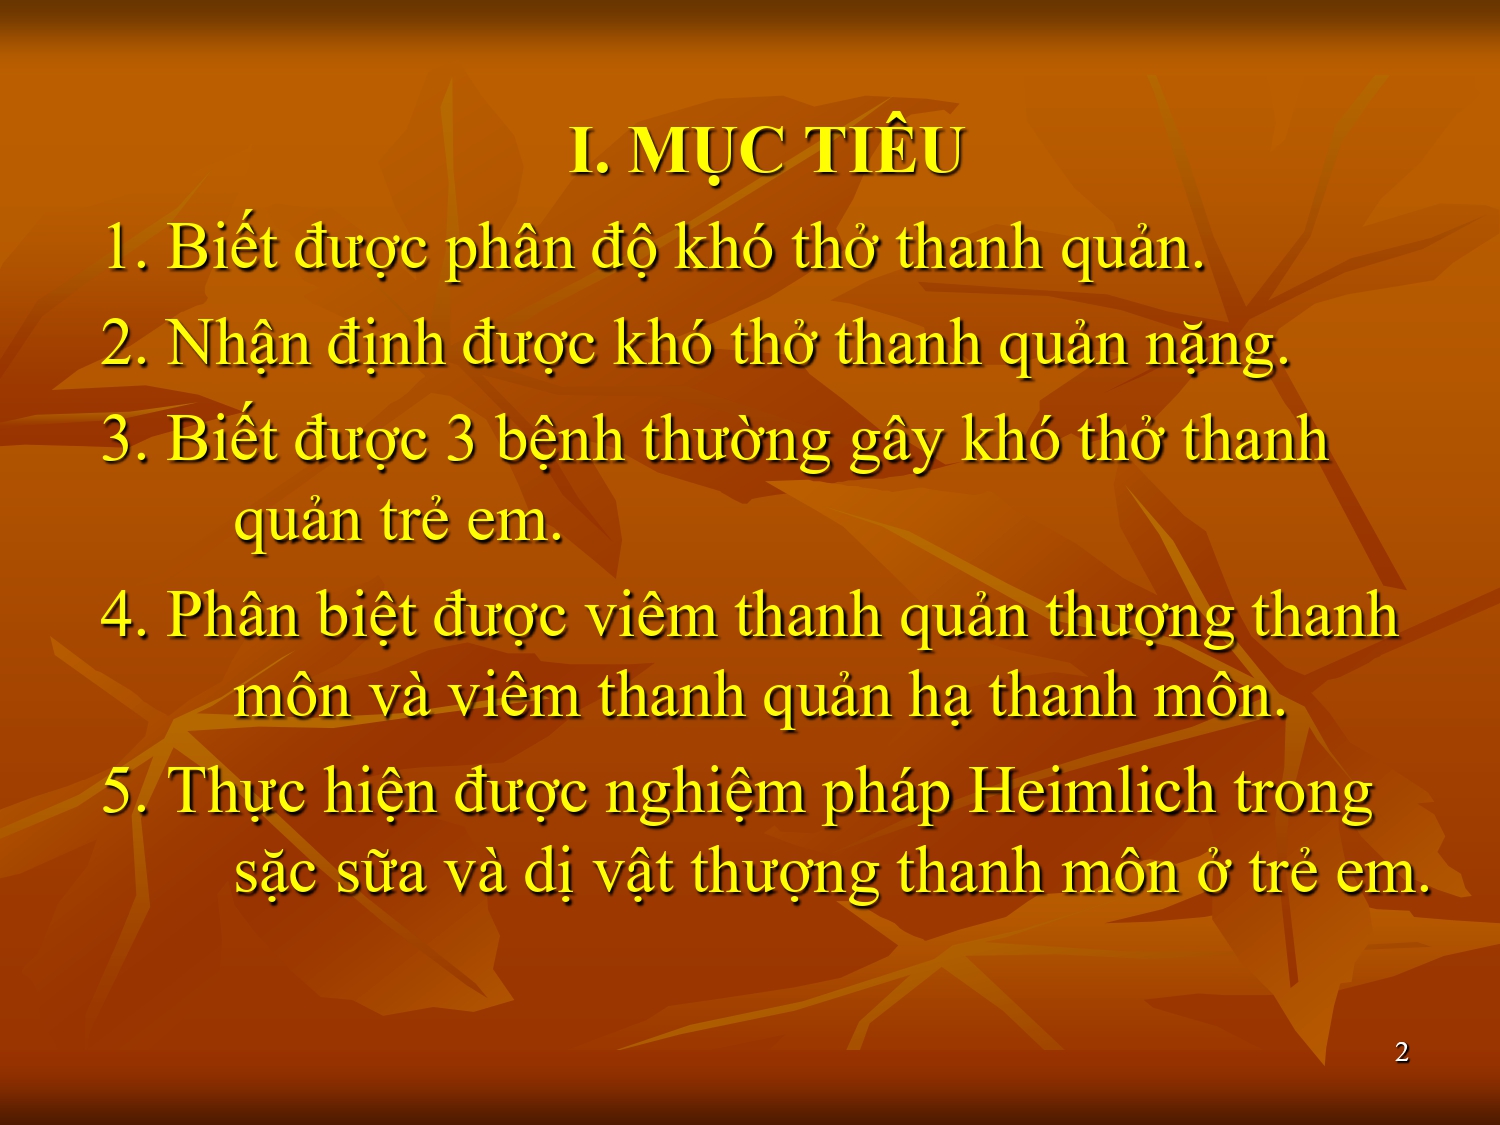 I. MỤC TIÊU
1. Biết được phân độ khó thở thanh quản.
2. Nhận định được khó thở thanh quản nặng.
3. Biết được 3 bệnh thường gây khó thở thanh
quản trẻ em.
4. Phân biệt được viêm thanh quản thượng thanh
môn và viêm thanh quản hạ thanh môn.
5. Thực hiện được nghiệm pháp Heimlich trong
sặc sữa và dị vật thượng thanh môn ở trẻ em.
2